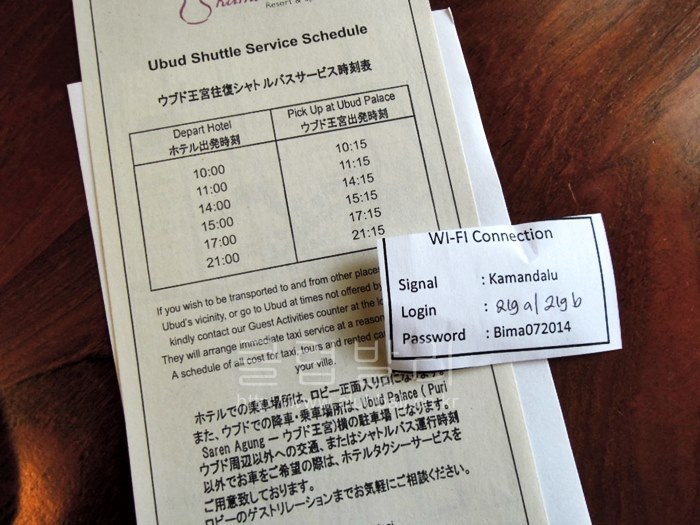 Resort &
Ubud Shuttle Service Schedule
ウブド王宮往復シャトルバスサービス時刻表
Depart Hotel
ホテル出発時刻
Pick Up at Ubud Palace
ウブド王宮出発時刻
10:00 10:15
11:00 11:15
14:00 14:15
15:00 15:15
17:00 17:15
21:00 21:15
If you wish to be transported to and from other places
Ubud's vicinity, or go to Ubud at times not offered by
kindly contact our Guest Activities counter at the
They will arrange immediate taxi service at a
A schedule of all cost for taxi, tours and rented
your villa.
ホテルでの乗車場所は、ロビー正面入り口になります。
また、ウブドでの降車・乗車場所は、Ubud Palace ( Puri
Saren Agung ー ウブド王宮)横の駐車場 になります。
ウブド周辺以外への交通、またはシャトルバス運行時刻
以外でお車をご希望の際は、ホテルタクシーサービスを
ご用意致しております。
ロビーのゲストリレーションまでお気軽にご相談ください。
WI-FI Connection
Signal : Kamandalu
Login : 219a/219b
Password : Bima072014